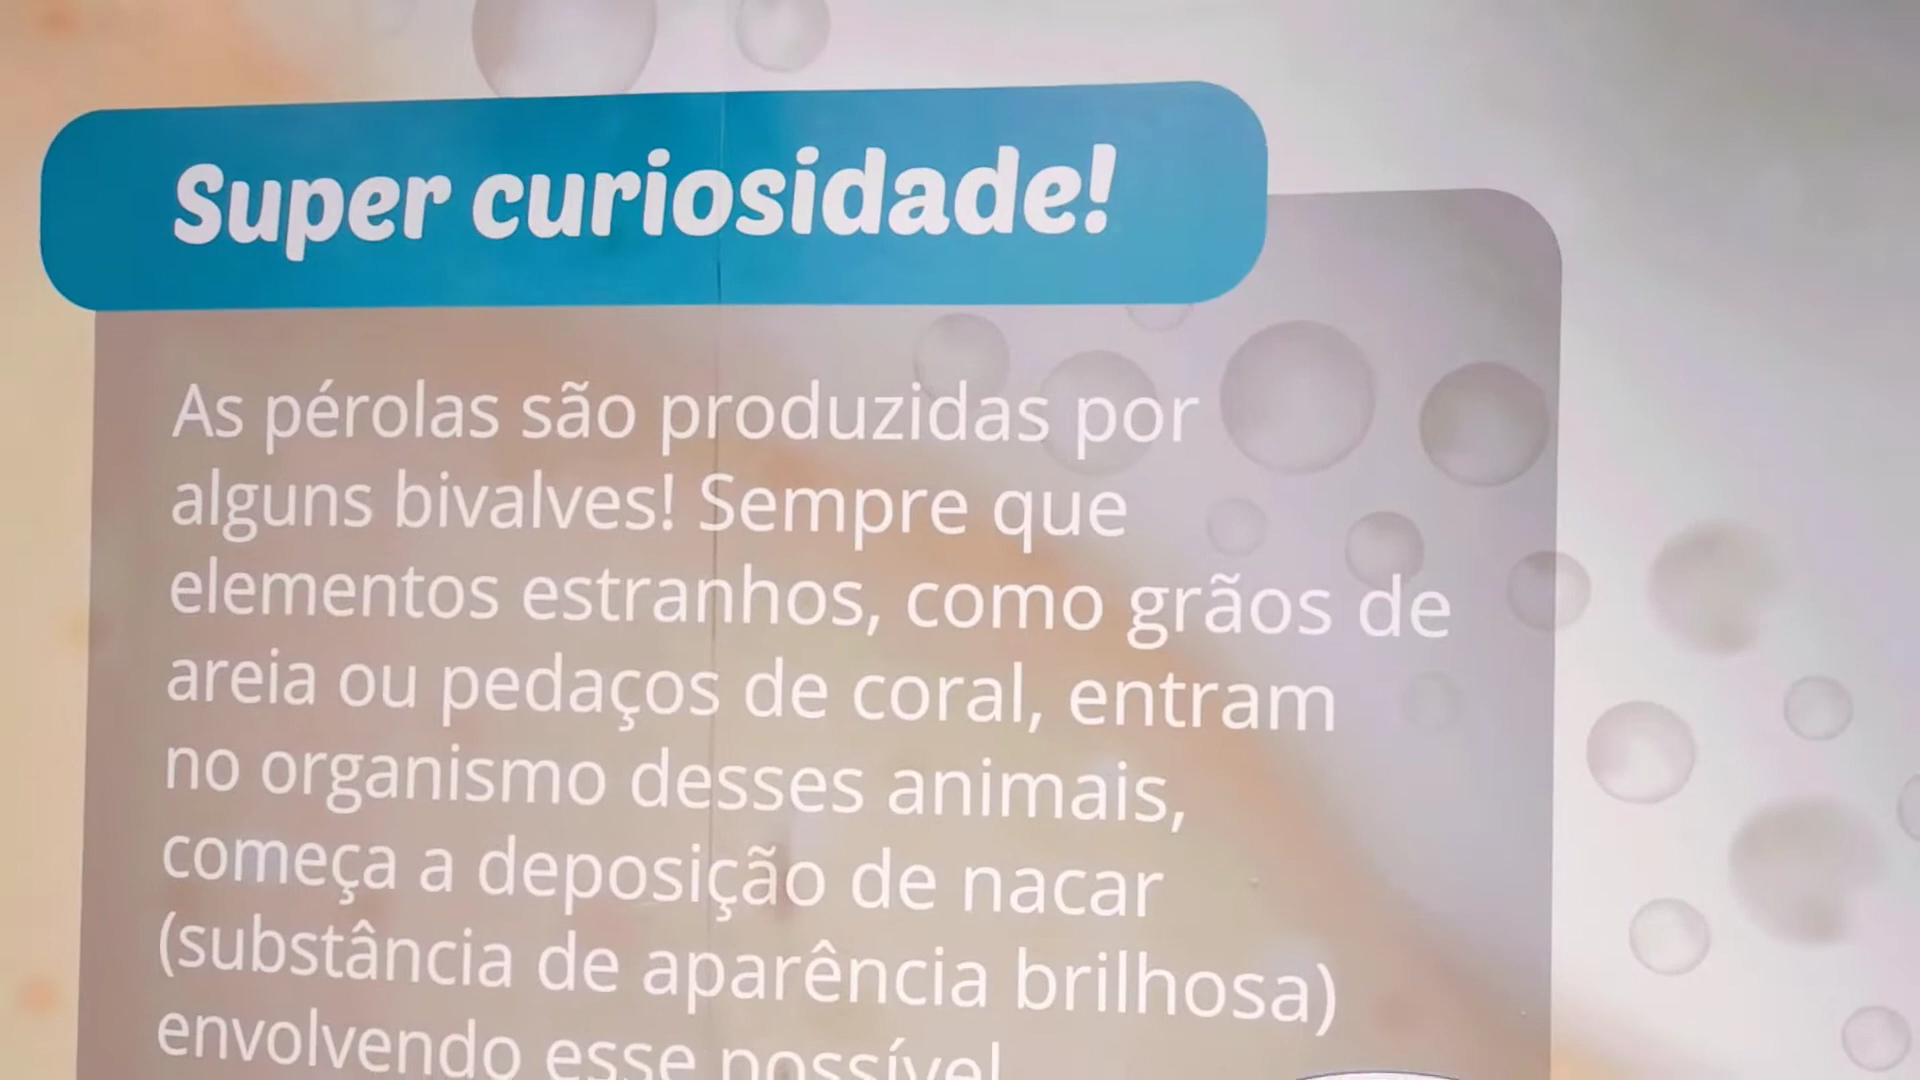 Super curiosidade!
As pérolas são produzidas por
alguns bivalves! Sempre que
elementos estranhos, como grãos de
areia ou pedaços de coral, entram
no organismo desses animais,
começa a deposição de nacar
(substância de aparência brilhosa)
envolvendo esse possível